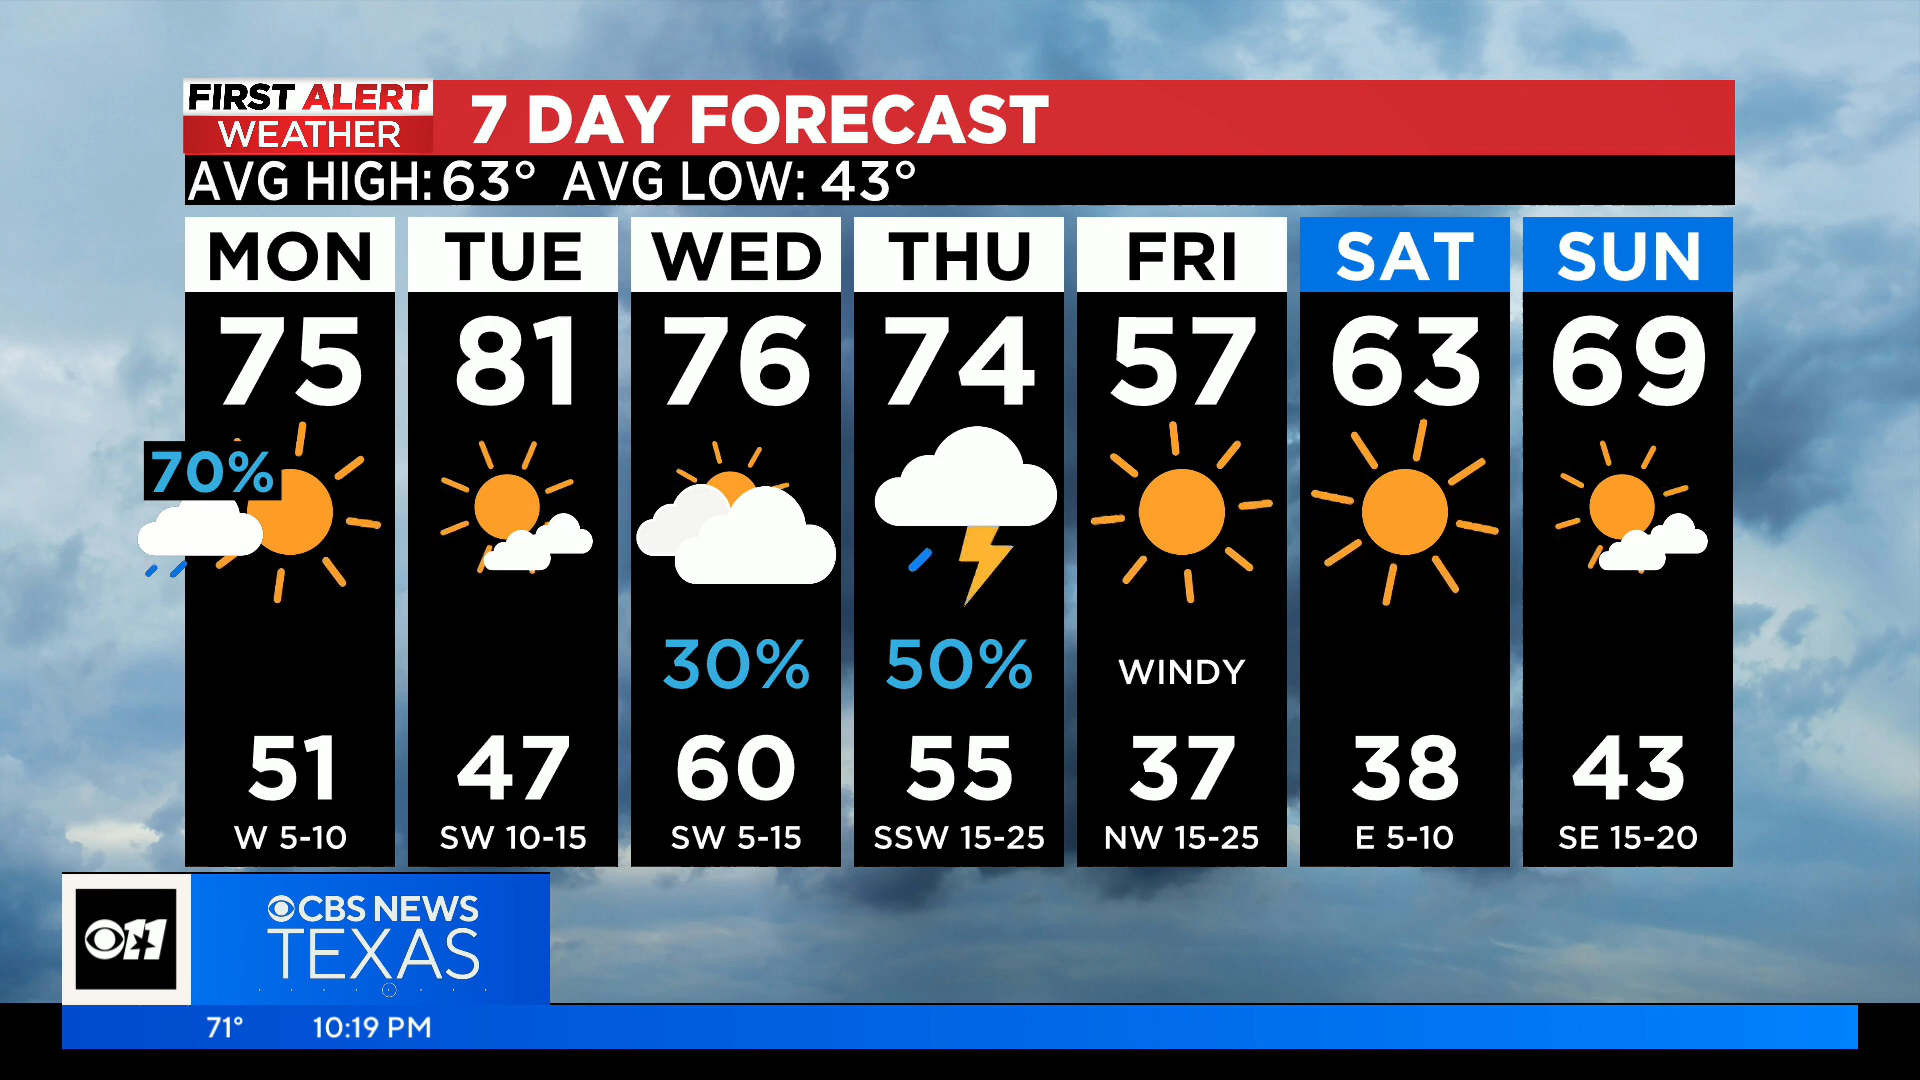 FIRST ALERT
WEATHER
7 DAY FORECAST
AVG HIGH: 63° AVG LOW: 43°
MON TUE WED THU FRI SAT SUN
75 81 76 74 57 63 69
70%
30% 50% WINDY
51 47 60 55 37 38 43
W 5-10 SW 10-15 SW 5-15 SSW 15-25 NW 15-25 E 5-10 SE 15-20
11
CBS NEWS
TEXAS
71° 10:19 PM